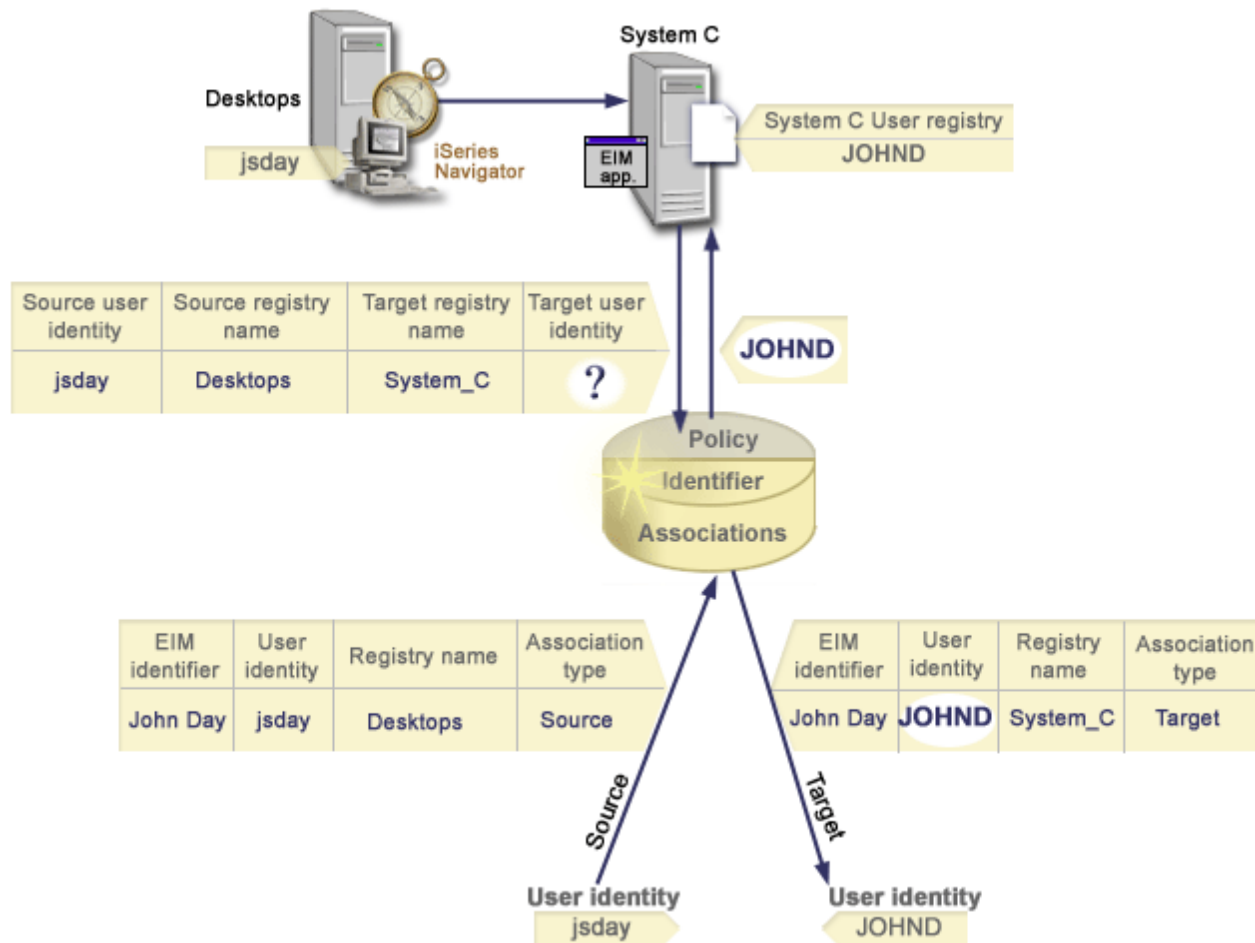 System C
Desktops
jsday
iSeries
Navigator
EIM
app.
System C User registry
JOHND
Source user
identity
Source registry
name
Target registry
name
Target user
identity
jsday
Desktops
System_C
?
JOHND
Policy
Identifier
Associations
EIM
identifier
User
identity
Registry name
Association
type
John Day
jsday
Desktops
Source
EIM
identifier
User
identity
Registry
name
Association
type
John Day
JOHND
System_C
Target
Source
Target
User identity
jsday
User identity
JOHND